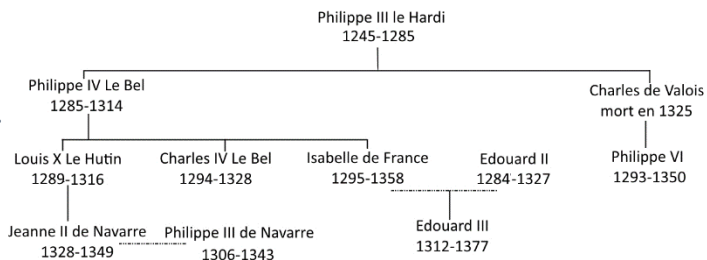 Philippe III le Hardi
1245-1285
Philippe IV Le Bel
1285-1314
Charles de Valois
mort en 1325
Louis X Le Hutin
1289-1316
Charles IV Le Bel
1294-1328
Isabelle de France
1295-1358
Edouard II
1284-1327
Philippe VI
1293-1350
Jeanne II de Navarre
1328-1349
Philippe III de Navarre
1306-1343
Edouard III
1312-1377